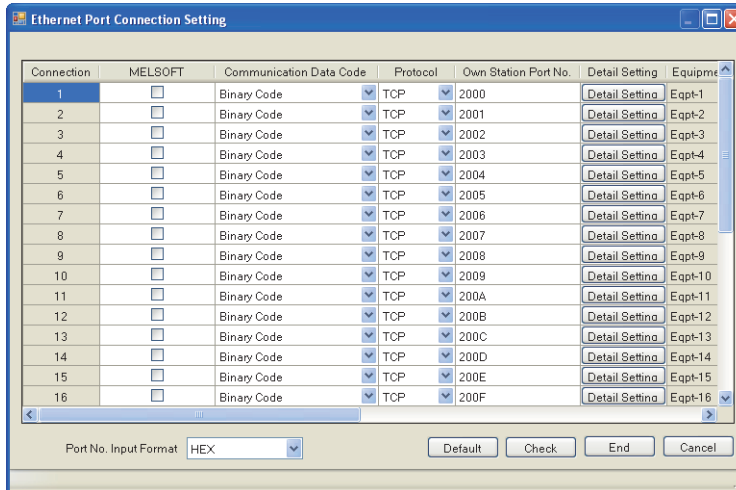 Ethernet Port Connection Setting
Connection MELSOFT Communication Data Code Protocol Own Station Port No. Detail Setting Equipme
1 Binary Code TCP 2000 Detail Setting Eqpt-1
2 Binary Code TCP 2001 Detail Setting Eqpt-2
3 Binary Code TCP 2002 Detail Setting Eqpt-3
4 Binary Code TCP 2003 Detail Setting Eqpt-4
5 Binary Code TCP 2004 Detail Setting Eqpt-5
6 Binary Code TCP 2005 Detail Setting Eqpt-6
7 Binary Code TCP 2006 Detail Setting Eqpt-7
8 Binary Code TCP 2007 Detail Setting Eqpt-8
9 Binary Code TCP 2008 Detail Setting Eqpt-9
10 Binary Code TCP 2009 Detail Setting Eqpt-10
11 Binary Code TCP 200A Detail Setting Eqpt-11
12 Binary Code TCP 200B Detail Setting Eqpt-12
13 Binary Code TCP 200C Detail Setting Eqpt-13
14 Binary Code TCP 200D Detail Setting Eqpt-14
15 Binary Code TCP 200E Detail Setting Eqpt-15
16 Binary Code TCP 200F Detail Setting Eqpt-16
Port No. Input Format HEX Default Check End Cancel